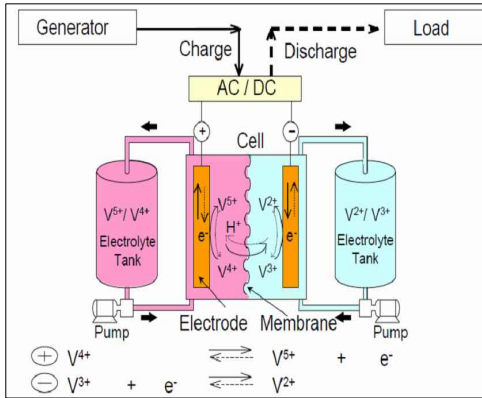 Generator
Load
Charge
Discharge
AC / DC
+
−
Cell
V5+/ V4+
Electrolyte
Tank
V5+
V4+
e-
H+
V2+
V3+
e-
V2+/ V3+
Electrolyte
Tank
Pump
Electrode
Membrane
Pump
+ V4+ V5+ + e-
− V3+ + e- V2+